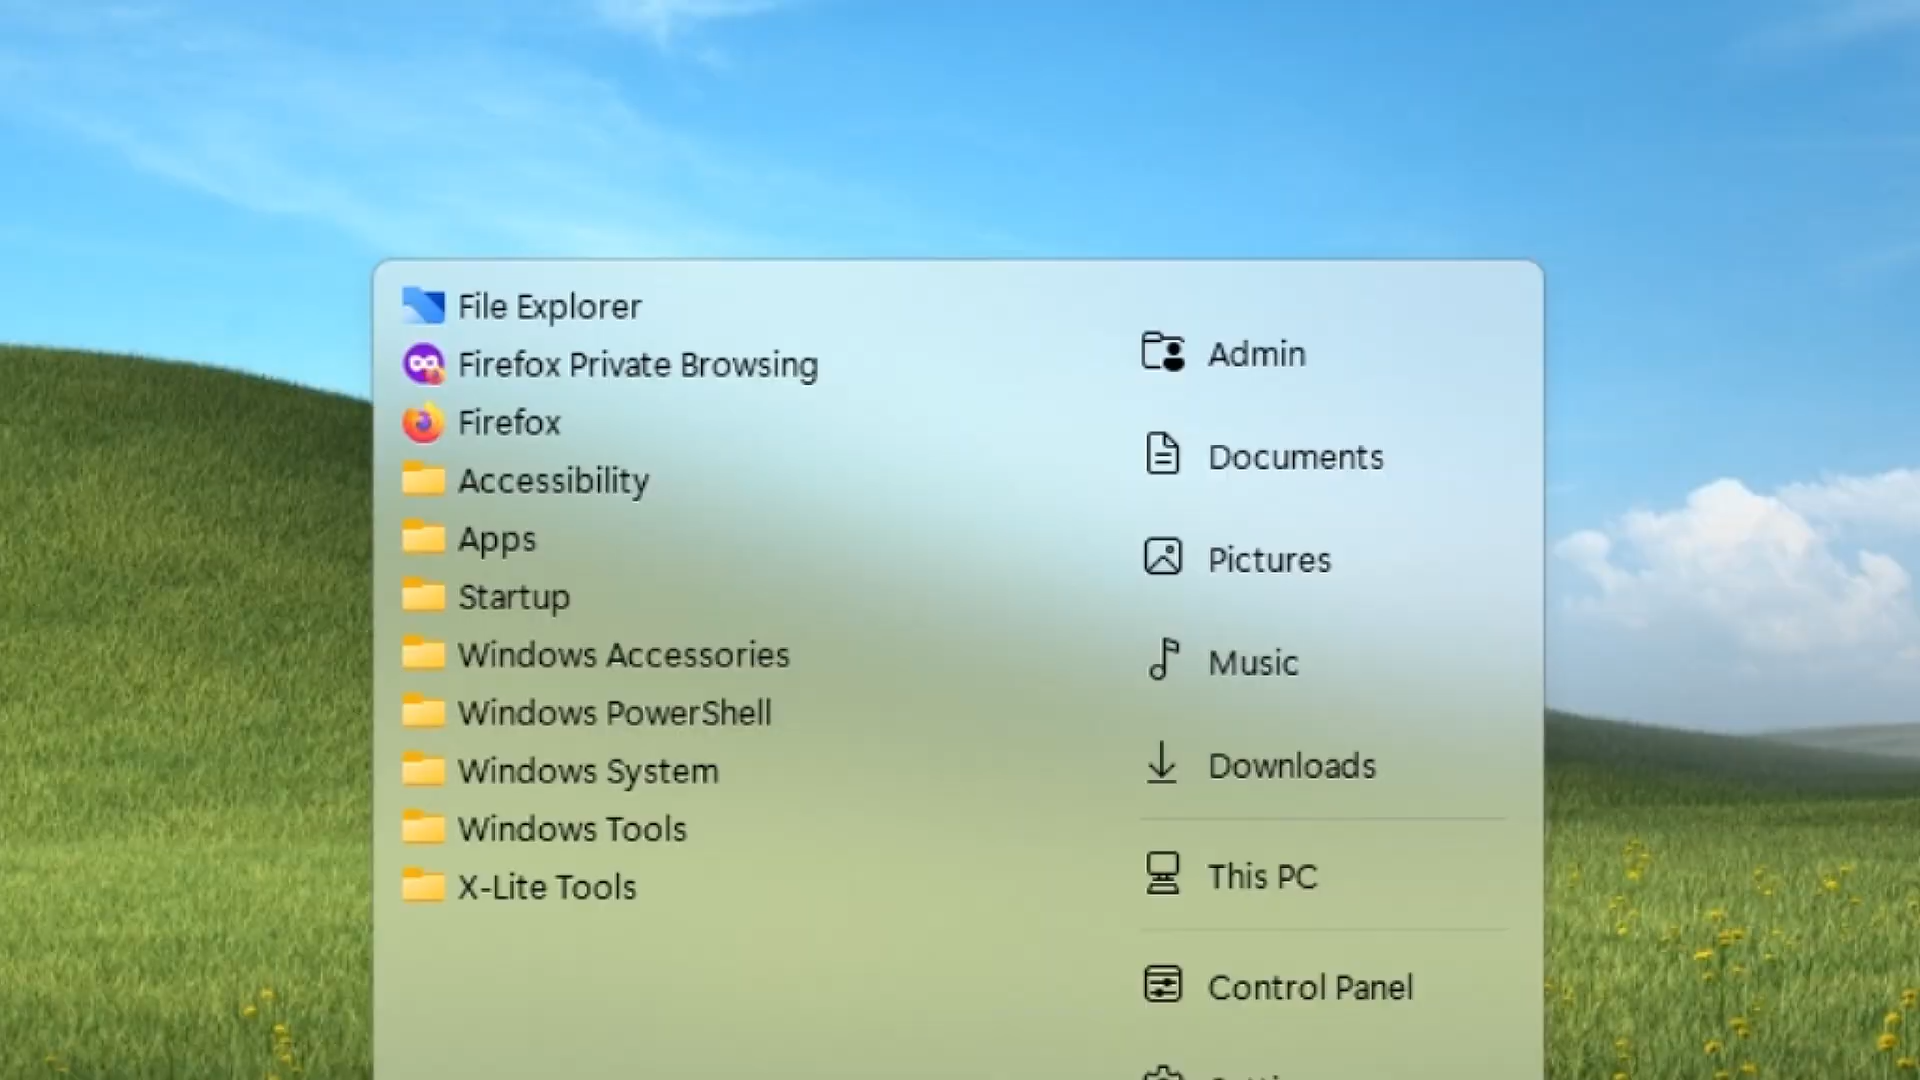 File Explorer
Firefox Private Browsing
Firefox
Accessibility
Apps
Startup
Windows Accessories
Windows PowerShell
Windows System
Windows Tools
X-Lite Tools
Admin
Documents
Pictures
Music
Downloads
This PC
Control Panel